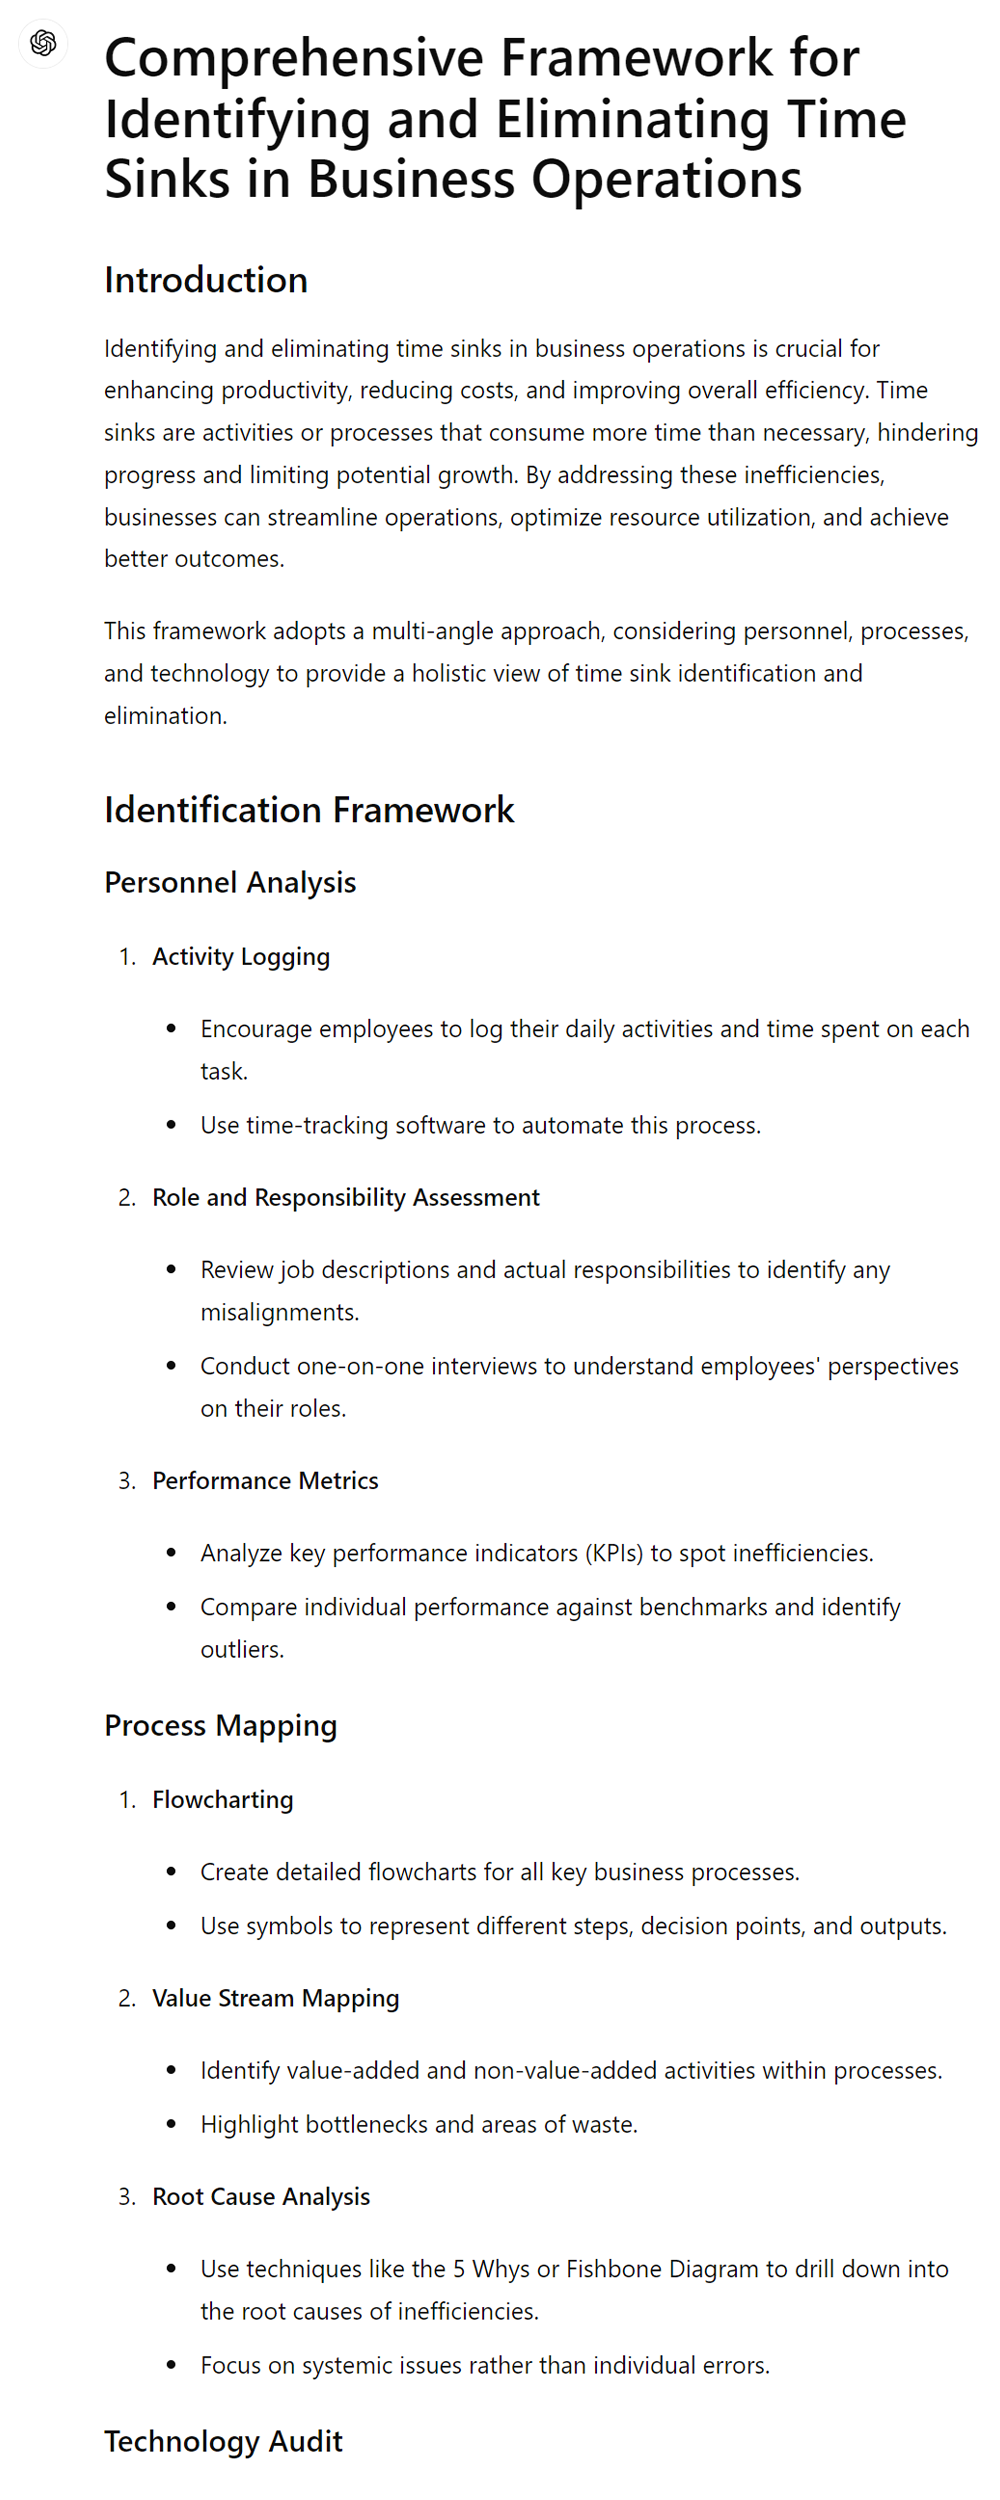 Comprehensive Framework for
Identifying and Eliminating Time
Sinks in Business Operations
Introduction
Identifying and eliminating time sinks in business operations is crucial for
enhancing productivity, reducing costs, and improving overall efficiency. Time
sinks are activities or processes that consume more time than necessary, hindering
progress and limiting potential growth. By addressing these inefficiencies,
businesses can streamline operations, optimize resource utilization, and achieve
better outcomes.
This framework adopts a multi-angle approach, considering personnel, processes,
and technology to provide a holistic view of time sink identification and
elimination.
Identification Framework
Personnel Analysis
1. Activity Logging
• Encourage employees to log their daily activities and time spent on each
task.
• Use time-tracking software to automate this process.
2. Role and Responsibility Assessment
• Review job descriptions and actual responsibilities to identify any
misalignments.
• Conduct one-on-one interviews to understand employees' perspectives
on their roles.
3. Performance Metrics
• Analyze key performance indicators (KPIs) to spot inefficiencies.
• Compare individual performance against benchmarks and identify
outliers.
Process Mapping
1. Flowcharting
• Create detailed flowcharts for all key business processes.
• Use symbols to represent different steps, decision points, and outputs.
2. Value Stream Mapping
• Identify value-added and non-value-added activities within processes.
• Highlight bottlenecks and areas of waste.
3. Root Cause Analysis
• Use techniques like the 5 Whys or Fishbone Diagram to drill down into
the root causes of inefficiencies.
• Focus on systemic issues rather than individual errors.
Technology Audit